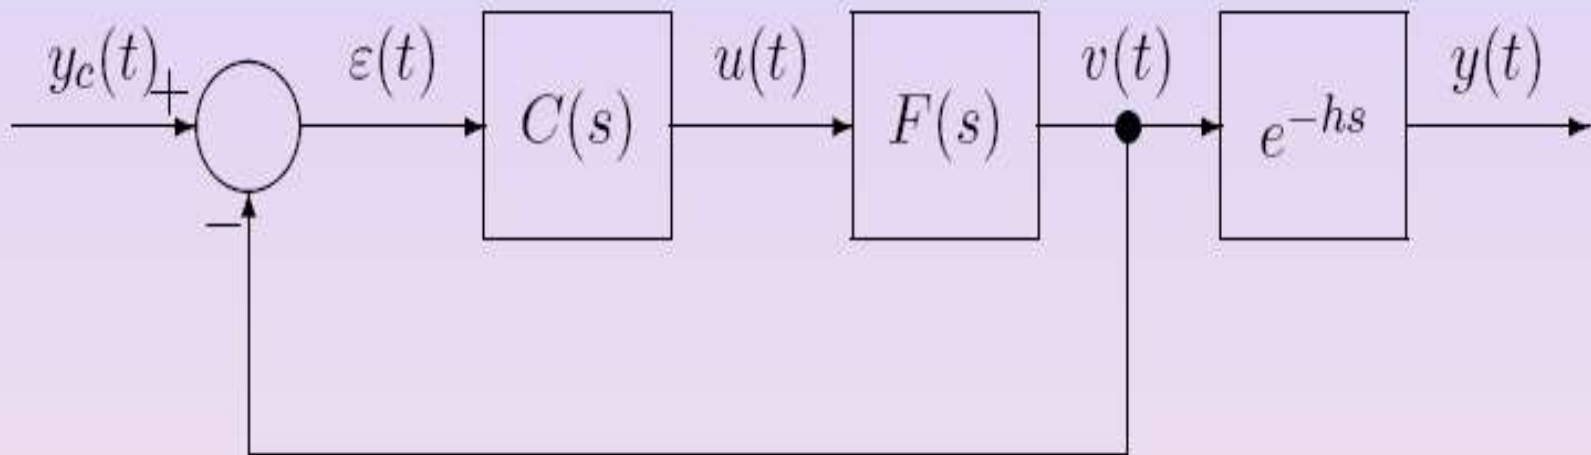 y_c(t) ε(t) u(t) v(t) y(t)
+ C(s) F(s) e^{-hs}
−